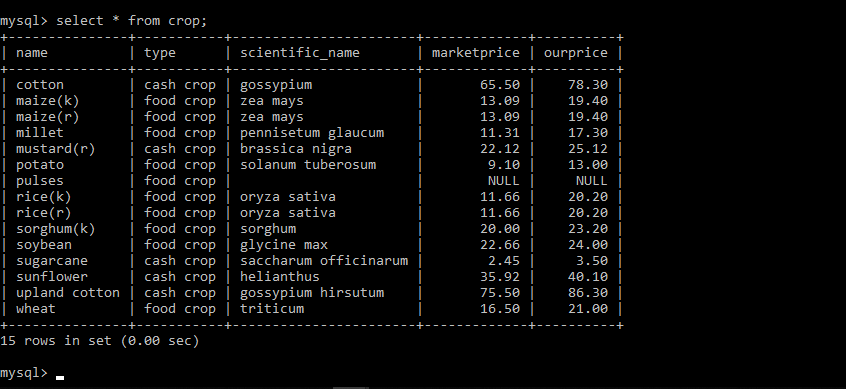 mysql> select * from crop;
+---------------+-----------+-----------------------+-------------+----------+
| name          | type      | scientific_name       | marketprice | ourprice |
+---------------+-----------+-----------------------+-------------+----------+
| cotton        | cash crop | gossypium             |       65.50 |    78.30 |
| maize(k)      | food crop | zea mays              |       13.09 |    19.40 |
| maize(r)      | food crop | zea mays              |       13.09 |    19.40 |
| millet        | food crop | pennisetum glaucum    |       11.31 |    17.30 |
| mustard(r)    | cash crop | brassica nigra        |       22.12 |    25.12 |
| potato        | food crop | solanum tuberosum     |        9.10 |    13.00 |
| pulses        | food crop |                       |        NULL |     NULL |
| rice(k)       | food crop | oryza sativa          |       11.66 |    20.20 |
| rice(r)       | food crop | oryza sativa          |       11.66 |    20.20 |
| sorghum(k)    | food crop | sorghum               |       20.00 |    23.20 |
| soybean       | food crop | glycine max           |       22.66 |    24.00 |
| sugarcane     | cash crop | saccharum officinarum |        2.45 |     3.50 |
| sunflower     | cash crop | helianthus            |       35.92 |    40.10 |
| upland cotton | cash crop | gossypium hirsutum    |       75.50 |    86.30 |
| wheat         | food crop | triticum              |       16.50 |    21.00 |
+---------------+-----------+-----------------------+-------------+----------+
15 rows in set (0.00 sec)
mysql>